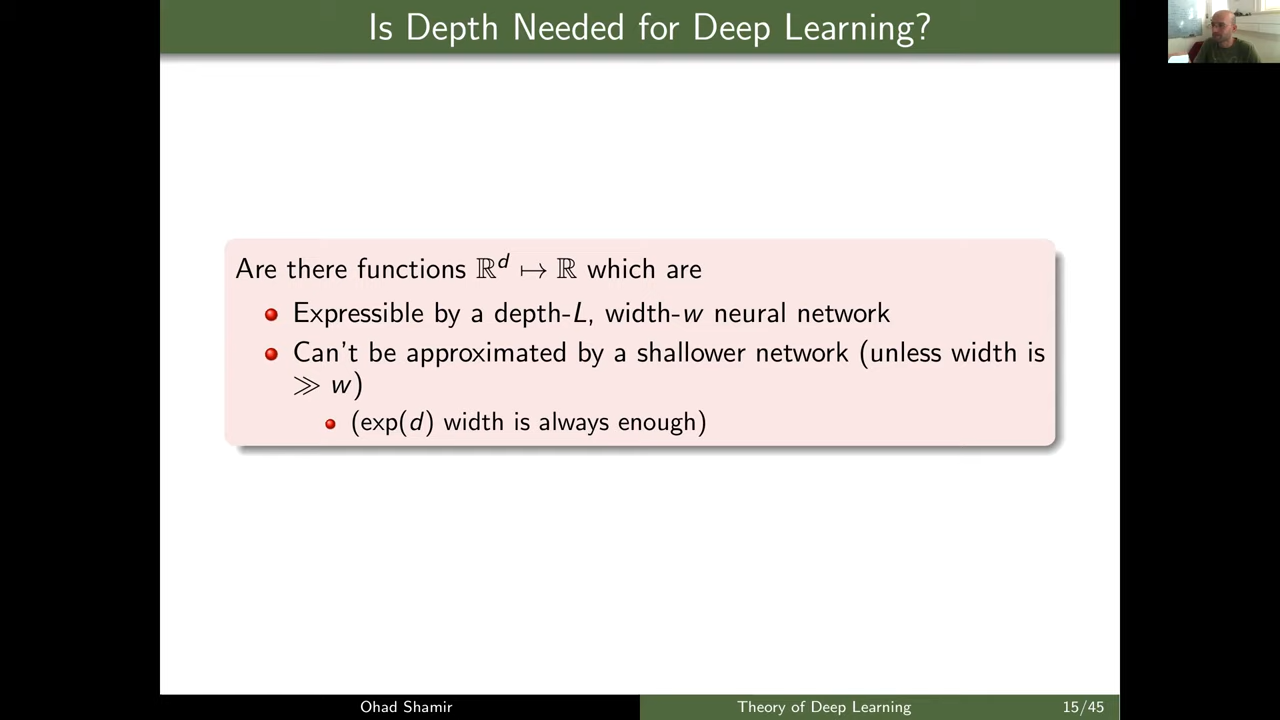 Is Depth Needed for Deep Learning?
Are there functions ℝᵈ ↦ ℝ which are
Expressible by a depth-L, width-w neural network
Can't be approximated by a shallower network (unless width is
≫ w)
(exp(d) width is always enough)
Ohad Shamir
Theory of Deep Learning
15/45